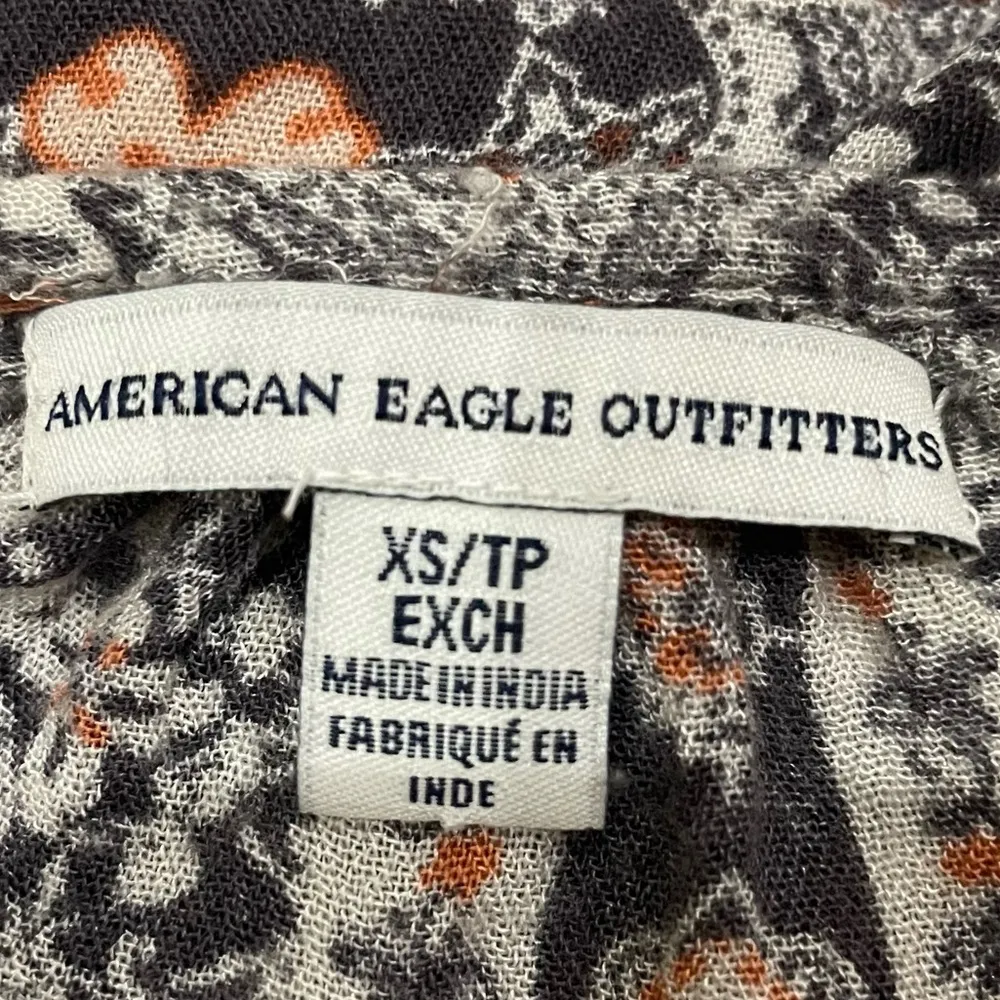 AMERICAN EAGLE OUTFITTERS
XS/TP
EXCH
MADE IN INDIA
FABRIQUÉ EN
INDE